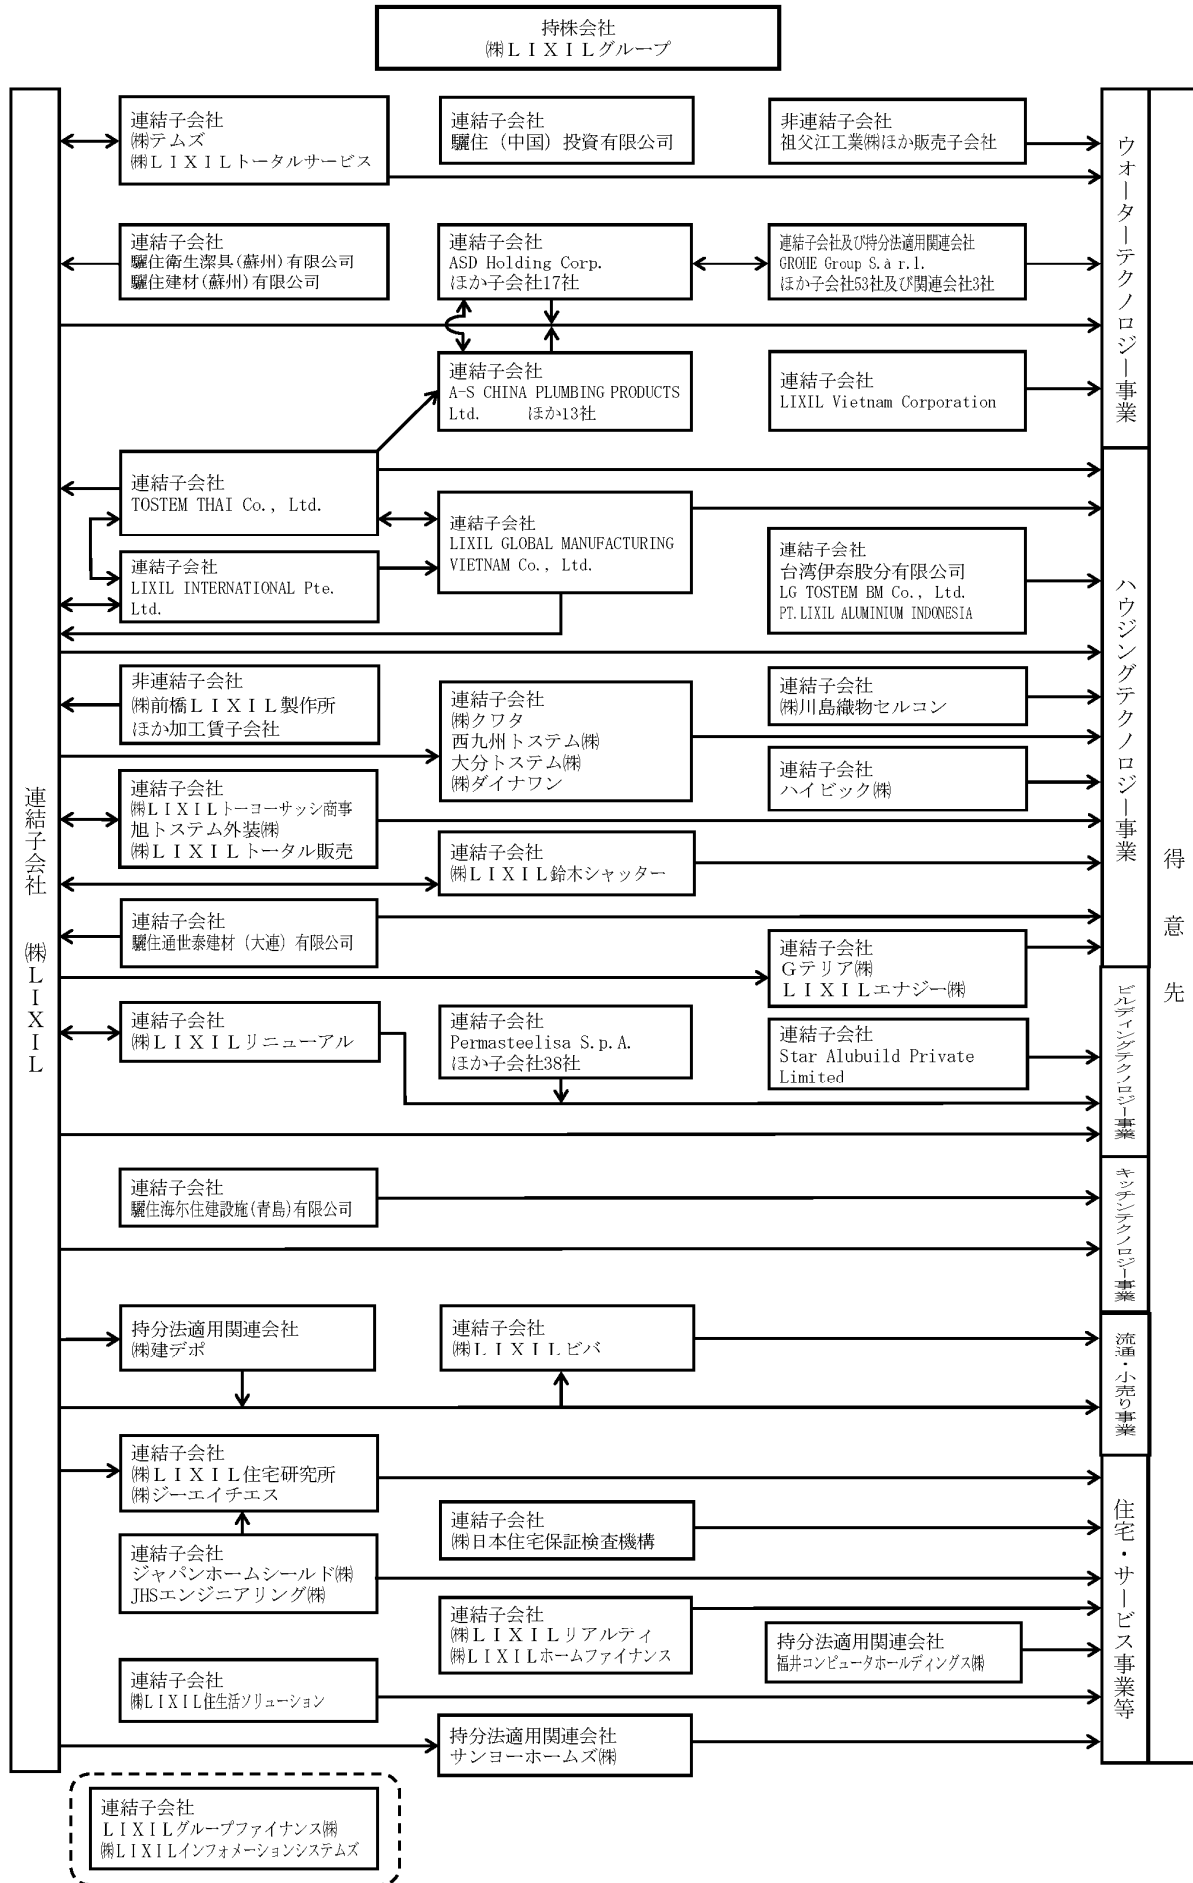 持株会社
㈱ＬＩＸＩＬグループ
連結子会社 ㈱ＬＩＸＩＬ
連結子会社
㈱テムズ
㈱ＬＩＸＩＬトータルサービス
連結子会社
驪住（中国）投資有限公司
非連結子会社
祖父江工業㈱ほか販売子会社
連結子会社
驪住衛生潔具(蘇州)有限公司
驪住建材(蘇州)有限公司
連結子会社
ASD Holding Corp.
ほか子会社17社
連結子会社及び持分法適用関連会社
GROHE Group S.à r.l.
ほか子会社53社及び関連会社3社
連結子会社
A-S CHINA PLUMBING PRODUCTS
Ltd. ほか13社
連結子会社
LIXIL Vietnam Corporation
ウオーターテクノロジー事業
連結子会社
TOSTEM THAI Co., Ltd.
連結子会社
LIXIL GLOBAL MANUFACTURING
VIETNAM Co., Ltd.
連結子会社
LIXIL INTERNATIONAL Pte.
Ltd.
連結子会社
台湾伊奈股分有限公司
LG TOSTEM BM Co., Ltd.
PT.LIXIL ALUMINIUM INDONESIA
非連結子会社
㈱前橋ＬＩＸＩＬ製作所
ほか加工賃子会社
連結子会社
㈱クワタ
西九州トステム㈱
大分トステム㈱
㈱ダイナワン
連結子会社
㈱川島織物セルコン
連結子会社
ハイビック㈱
連結子会社
㈱ＬＩＸＩＬトーヨーサッシ商事
旭トステム外装㈱
㈱ＬＩＸＩＬトータル販売
連結子会社
㈱ＬＩＸＩＬ鈴木シャッター
連結子会社
驪住通世泰建材（大連）有限公司
連結子会社
Ｇテリア㈱
ＬＩＸＩＬエナジー㈱
ハウジングテクノロジー事業
連結子会社
㈱ＬＩＸＩＬリニューアル
連結子会社
Permasteelisa S.p.A.
ほか子会社38社
連結子会社
Star Alubuild Private
Limited
ビルディングテクノロジー事業
連結子会社
驪住海尔住建設施(青島)有限公司
キッチンテクノロジー事業
持分法適用関連会社
㈱建デポ
連結子会社
㈱ＬＩＸＩＬビバ
流通・小売り事業
連結子会社
㈱ＬＩＸＩＬ住宅研究所
㈱ジーエイチエス
連結子会社
㈱日本住宅保証検査機構
連結子会社
ジャパンホームシールド㈱
JHSエンジニアリング㈱
連結子会社
㈱ＬＩＸＩＬリアルティ
㈱ＬＩＸＩＬホームファイナンス
持分法適用関連会社
福井コンピュータホールディングス㈱
連結子会社
㈱ＬＩＸＩＬ住生活ソリューション
持分法適用関連会社
サンヨーホームズ㈱
住宅・サービス事業等
得意先
連結子会社
ＬＩＸＩＬグループファイナンス㈱
㈱ＬＩＸＩＬインフォメーションシステムズ